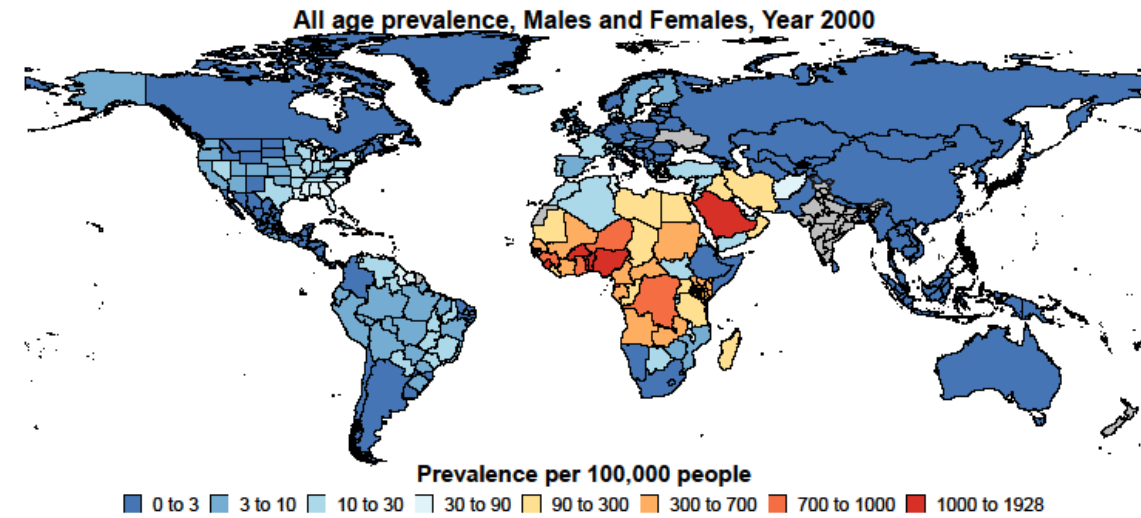 All age prevalence, Males and Females, Year 2000
Prevalence per 100,000 people
0 to 3 3 to 10 10 to 30 30 to 90 90 to 300 300 to 700 700 to 1000 1000 to 1928